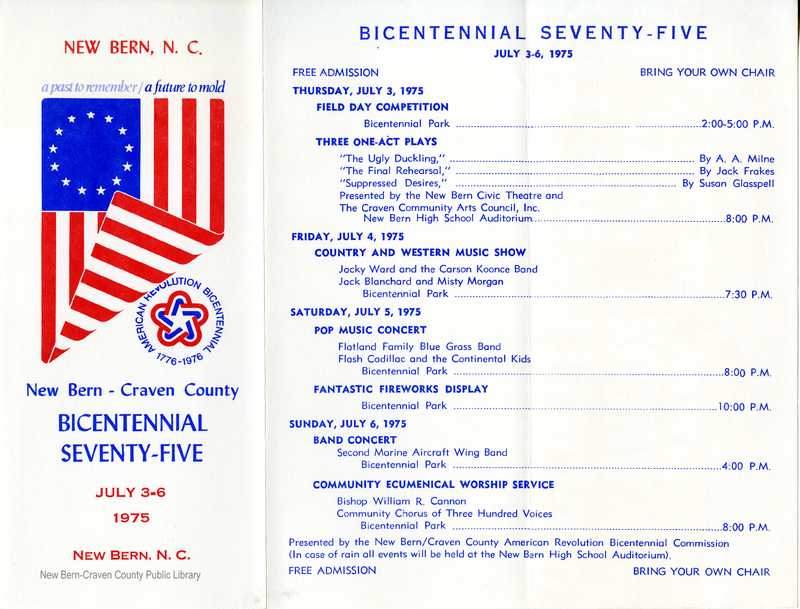 NEW BERN, N. C.
a past to remember / a future to mold
AMERICAN REVOLUTION BICENTENNIAL
1776-1976
New Bern - Craven County
BICENTENNIAL
SEVENTY-FIVE
JULY 3-6
1975
NEW BERN, N. C.
New Bern-Craven County Public Library
BICENTENNIAL SEVENTY-FIVE
JULY 3-6, 1975
FREE ADMISSION BRING YOUR OWN CHAIR
THURSDAY, JULY 3, 1975
FIELD DAY COMPETITION
Bicentennial Park ........ 2:00-5:00 P.M.
THREE ONE-ACT PLAYS
"The Ugly Duckling," ........ By A. A. Milne
"The Final Rehearsal," ........ By Jack Frakes
"Suppressed Desires," ........ By Susan Glasspell
Presented by the New Bern Civic Theatre and
The Craven Community Arts Council, Inc.
New Bern High School Auditorium ........ 8:00 P.M.
FRIDAY, JULY 4, 1975
COUNTRY AND WESTERN MUSIC SHOW
Jacky Ward and the Carson Koonce Band
Jack Blanchard and Misty Morgan
Bicentennial Park ........ 7:30 P.M.
SATURDAY, JULY 5, 1975
POP MUSIC CONCERT
Flatland Family Blue Grass Band
Flash Cadillac and the Continental Kids
Bicentennial Park ........ 8:00 P.M.
FANTASTIC FIREWORKS DISPLAY
Bicentennial Park ........ 10:00 P.M.
SUNDAY, JULY 6, 1975
BAND CONCERT
Second Marine Aircraft Wing Band
Bicentennial Park ........ 4:00 P.M.
COMMUNITY ECUMENICAL WORSHIP SERVICE
Bishop William R. Cannon
Community Chorus of Three Hundred Voices
Bicentennial Park ........ 8:00 P.M.
Presented by the New Bern/Craven County American Revolution Bicentennial Commission
(In case of rain all events will be held at the New Bern High School Auditorium).
FREE ADMISSION BRING YOUR OWN CHAIR